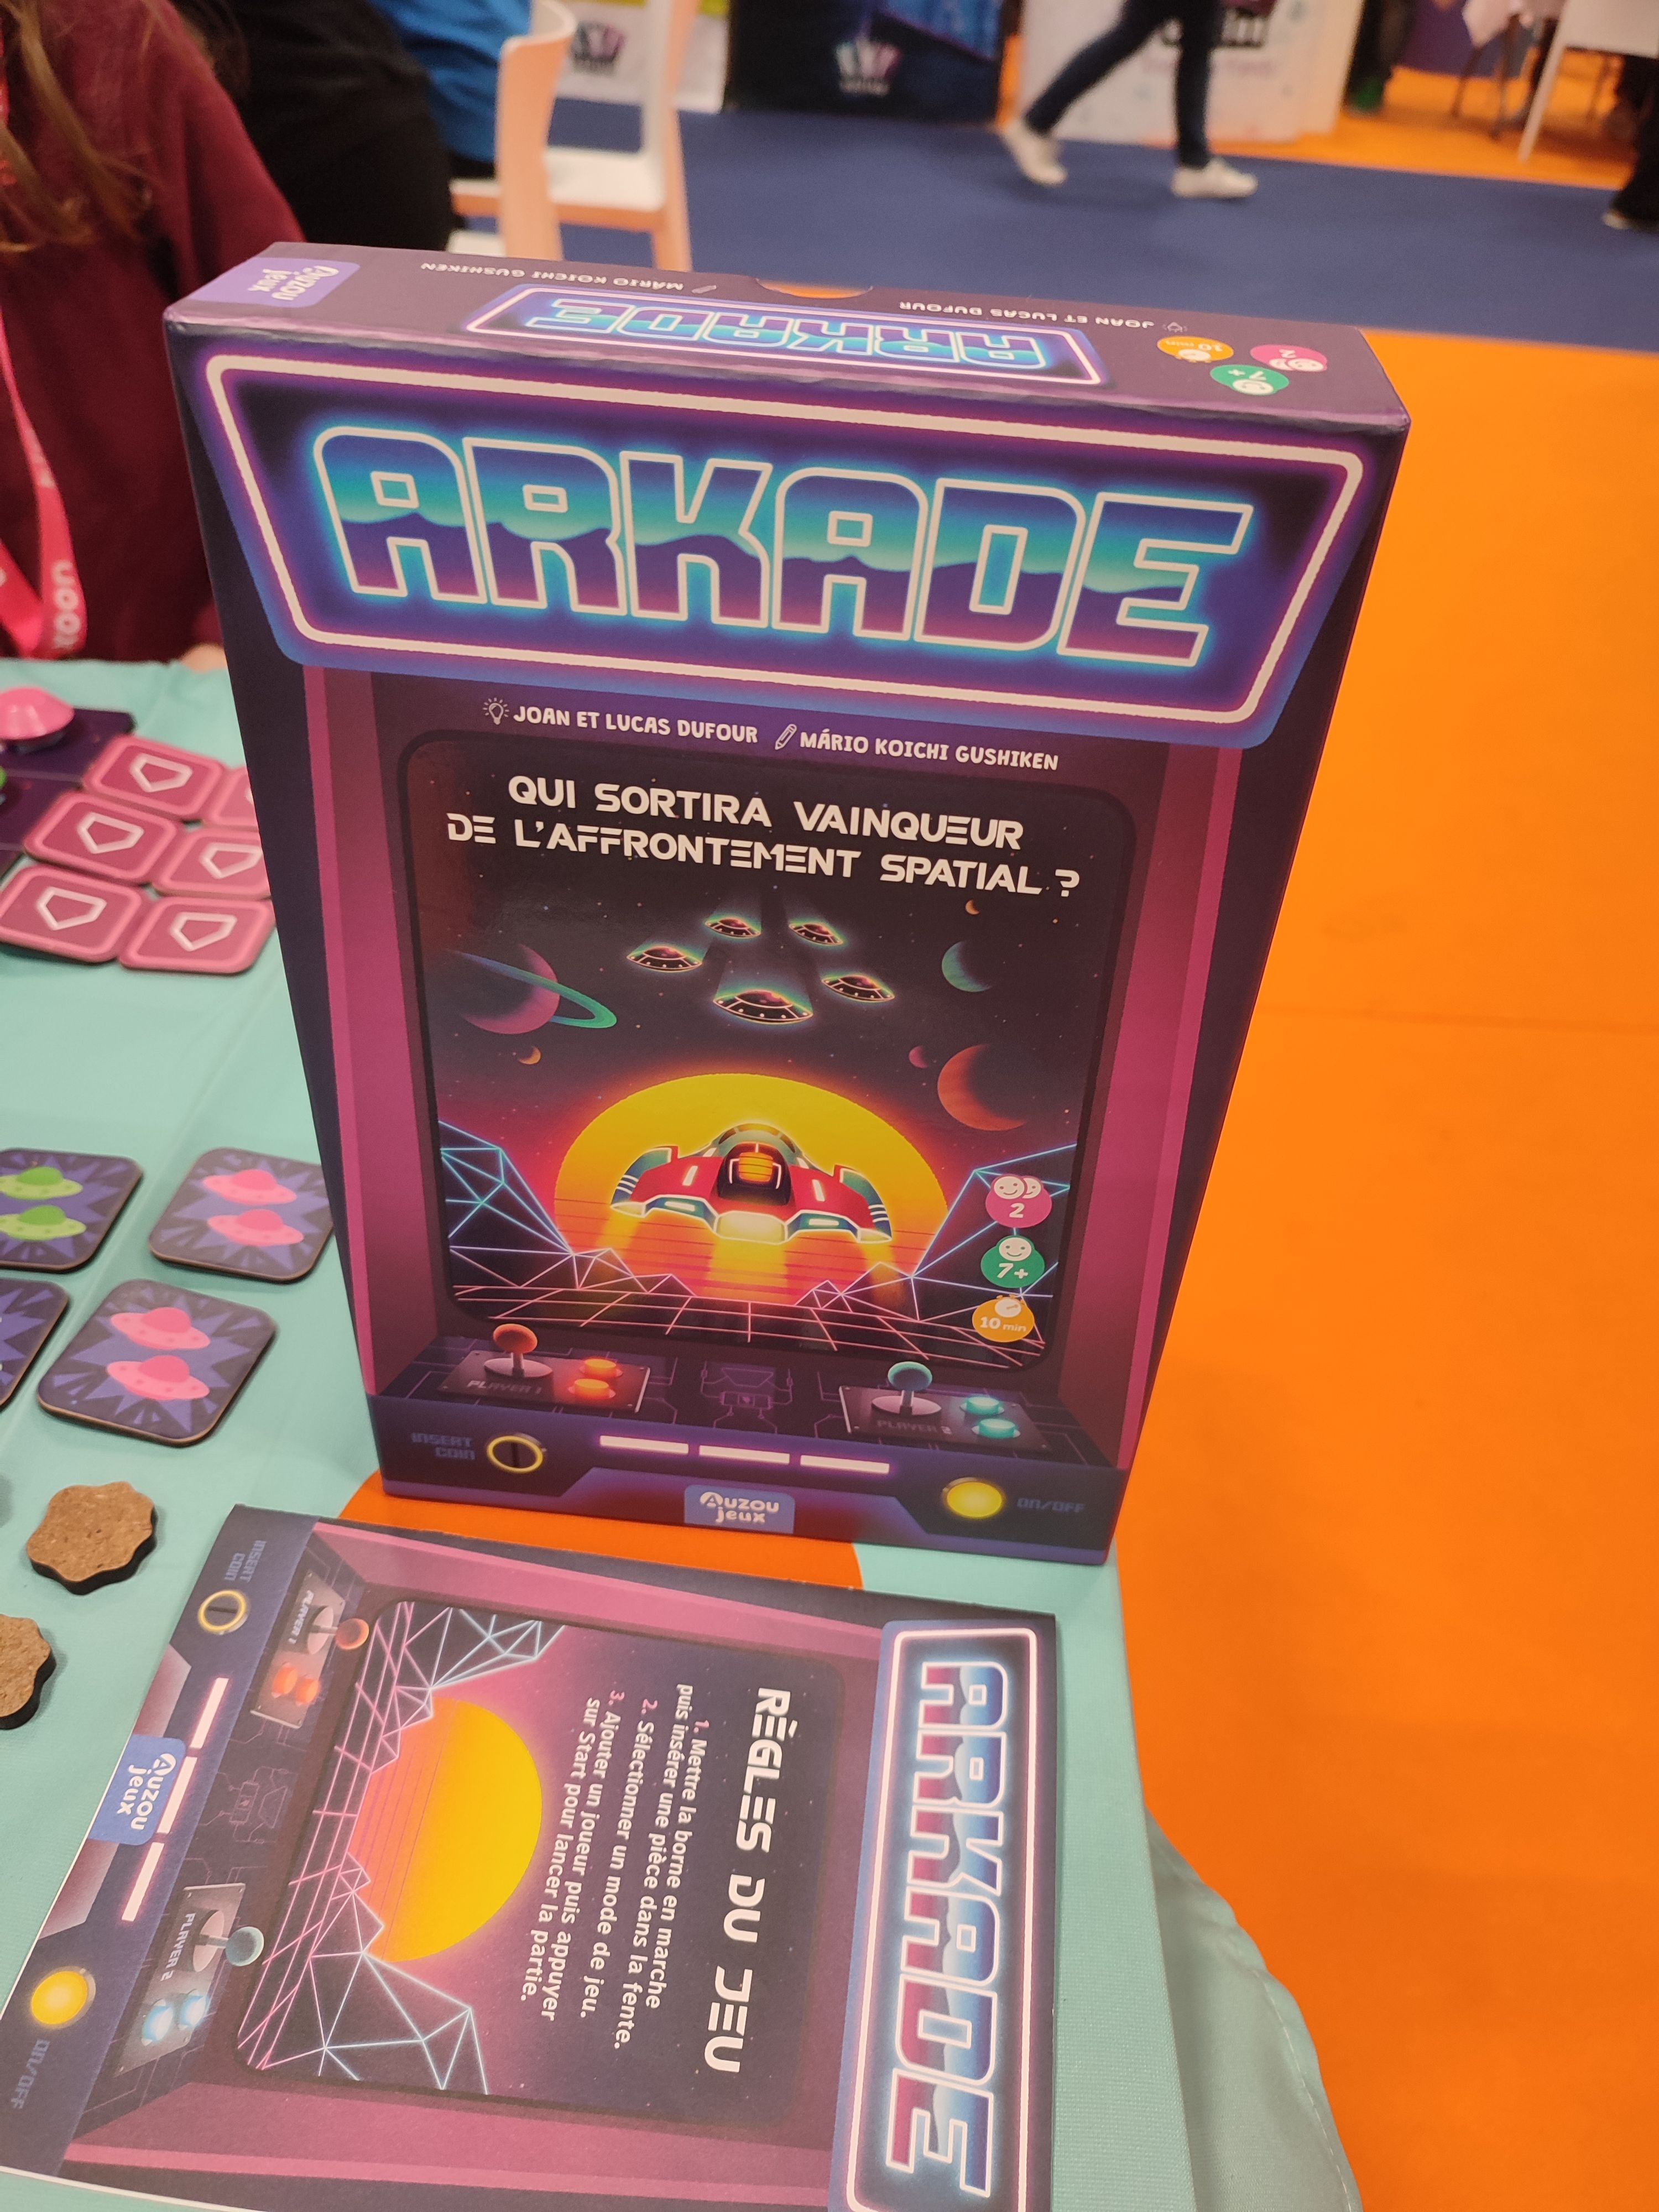 Auzou
jeux
MÁRIO KOICHI GUSHIKEN
JOAN ET LUCAS DUFOUR
ARKADE
10 min
2
7+
ARKADE
JOAN ET LUCAS DUFOUR MÁRIO KOICHI GUSHIKEN
QUI SORTIRA VAINQUEUR
DE L'AFFRONTEMENT SPATIAL ?
2
7+
10 min
PLAYER 1
PLAYER 2
INSERT
COIN
ON/OFF
Auzou
jeux
ARKADE
RÈGLES DU JEU
1. Mettre la borne en marche
puis insérer une pièce dans la fente.
2. Sélectionner un mode de jeu.
3. Ajouter un joueur puis appuyer
sur Start pour lancer la partie.
PLAYER 1
PLAYER 2
INSERT
COIN
ON/OFF
Auzou
jeux